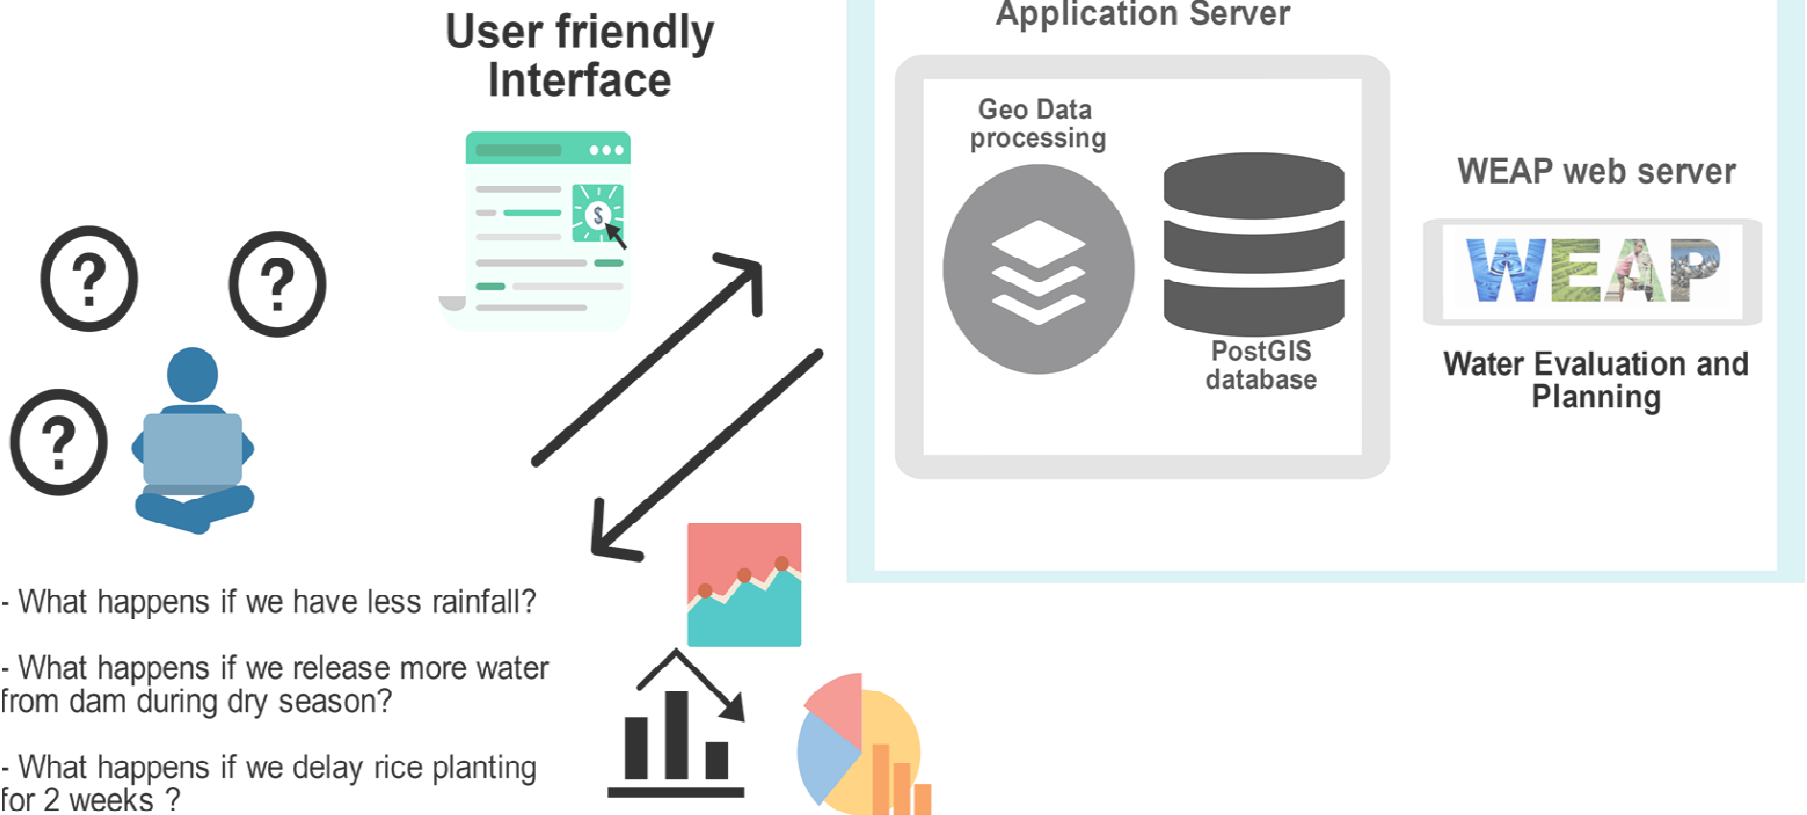 User friendly
Interface
$
?
?
?
- What happens if we have less rainfall?
- What happens if we release more water
from dam during dry season?
- What happens if we delay rice planting
for 2 weeks ?
Application Server
Geo Data
processing
PostGIS
database
WEAP web server
WEAP
Water Evaluation and
Planning